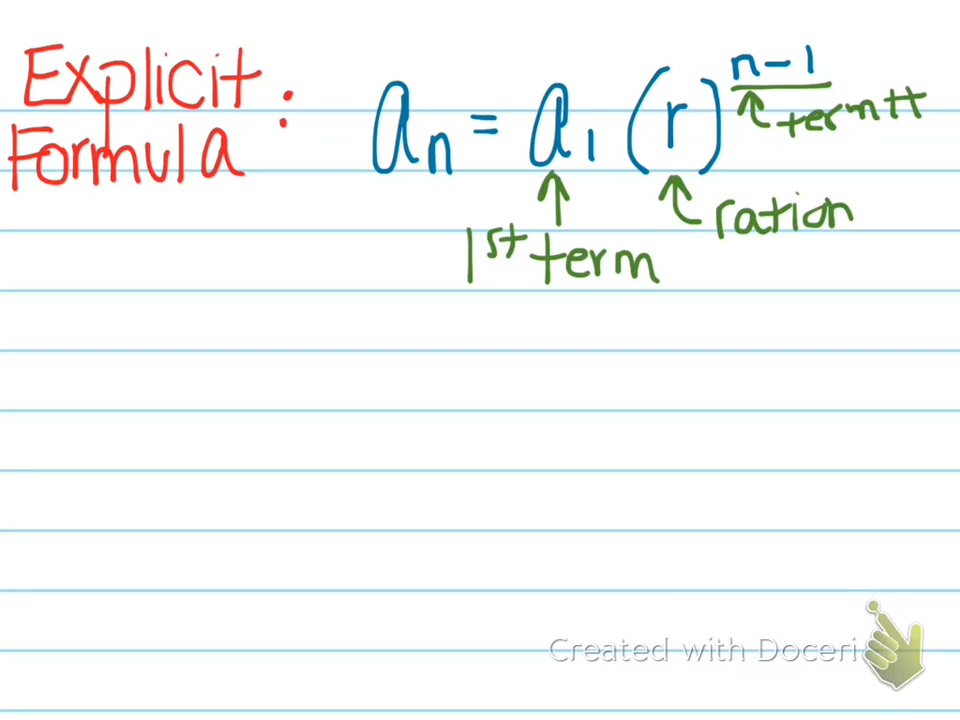 Explicit
Formula :
aₙ = a₁ (r)ⁿ⁻¹
term #
ration
1st term
Created with Doceri